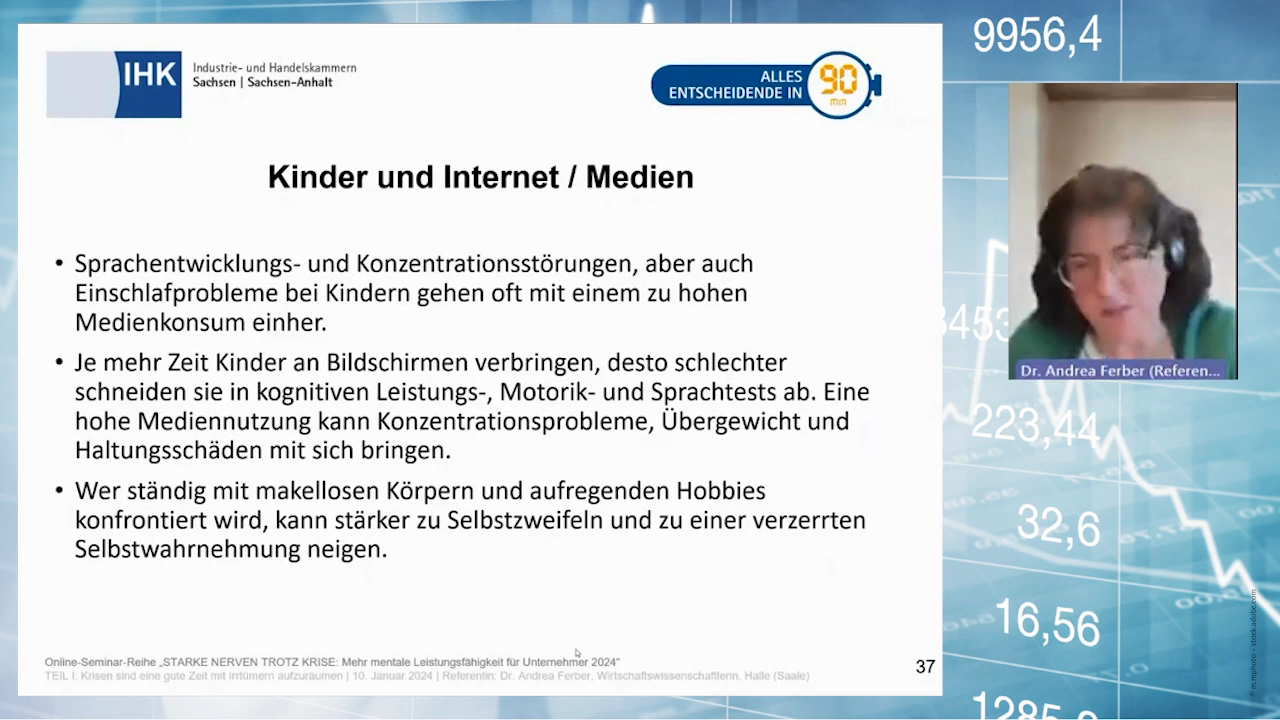 IHK
Industrie- und Handelskammern
Sachsen | Sachsen-Anhalt
ALLES
ENTSCHEIDENDE IN
90
min
Kinder und Internet / Medien
• Sprachentwicklungs- und Konzentrationsstörungen, aber auch
Einschlafprobleme bei Kindern gehen oft mit einem zu hohen
Medienkonsum einher.
• Je mehr Zeit Kinder an Bildschirmen verbringen, desto schlechter
schneiden sie in kognitiven Leistungs-, Motorik- und Sprachtests ab. Eine
hohe Mediennutzung kann Konzentrationsprobleme, Übergewicht und
Haltungsschäden mit sich bringen.
• Wer ständig mit makellosen Körpern und aufregenden Hobbies
konfrontiert wird, kann stärker zu Selbstzweifeln und zu einer verzerrten
Selbstwahrnehmung neigen.
Online-Seminar-Reihe „STARKE NERVEN TROTZ KRISE: Mehr mentale Leistungsfähigkeit für Unternehmer 2024“
TEIL I: Krisen sind eine gute Zeit mit Irrtümern aufzuräumen | 10. Januar 2024 | Referentin: Dr. Andrea Ferber, Wirtschaftswissenschaftlerin, Halle (Saale)
37
9956,4
Dr. Andrea Ferber (Referen...
223,44
32,6
16,56
© m.mphoto - stock.adobe.com